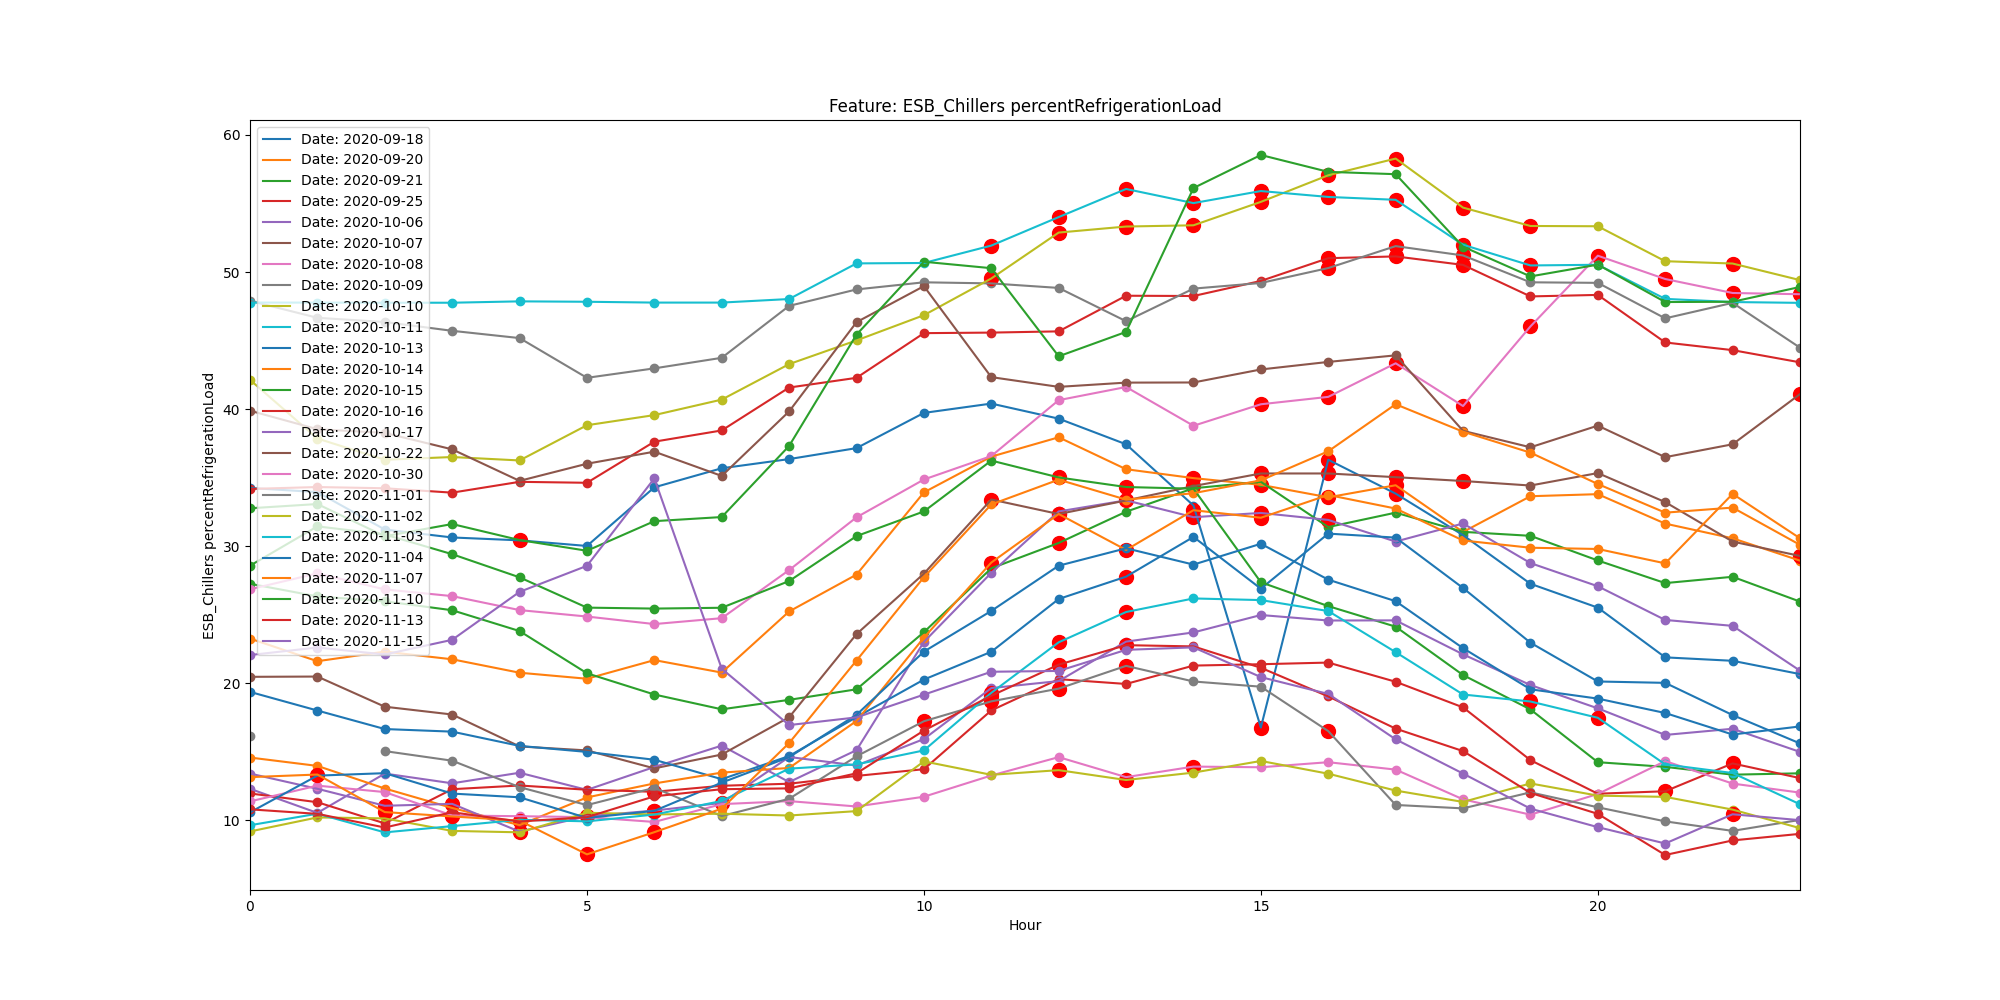 Feature: ESB_Chillers percentRefrigerationLoad
Date: 2020-09-18
Date: 2020-09-20
Date: 2020-09-21
Date: 2020-09-25
Date: 2020-10-06
Date: 2020-10-07
Date: 2020-10-08
Date: 2020-10-09
Date: 2020-10-10
Date: 2020-10-11
Date: 2020-10-13
Date: 2020-10-14
Date: 2020-10-15
Date: 2020-10-16
Date: 2020-10-17
Date: 2020-10-22
Date: 2020-10-30
Date: 2020-11-01
Date: 2020-11-02
Date: 2020-11-03
Date: 2020-11-04
Date: 2020-11-07
Date: 2020-11-10
Date: 2020-11-13
Date: 2020-11-15
ESB_Chillers percentRefrigerationLoad
60
50
40
30
20
10
0 5 10 15 20
Hour